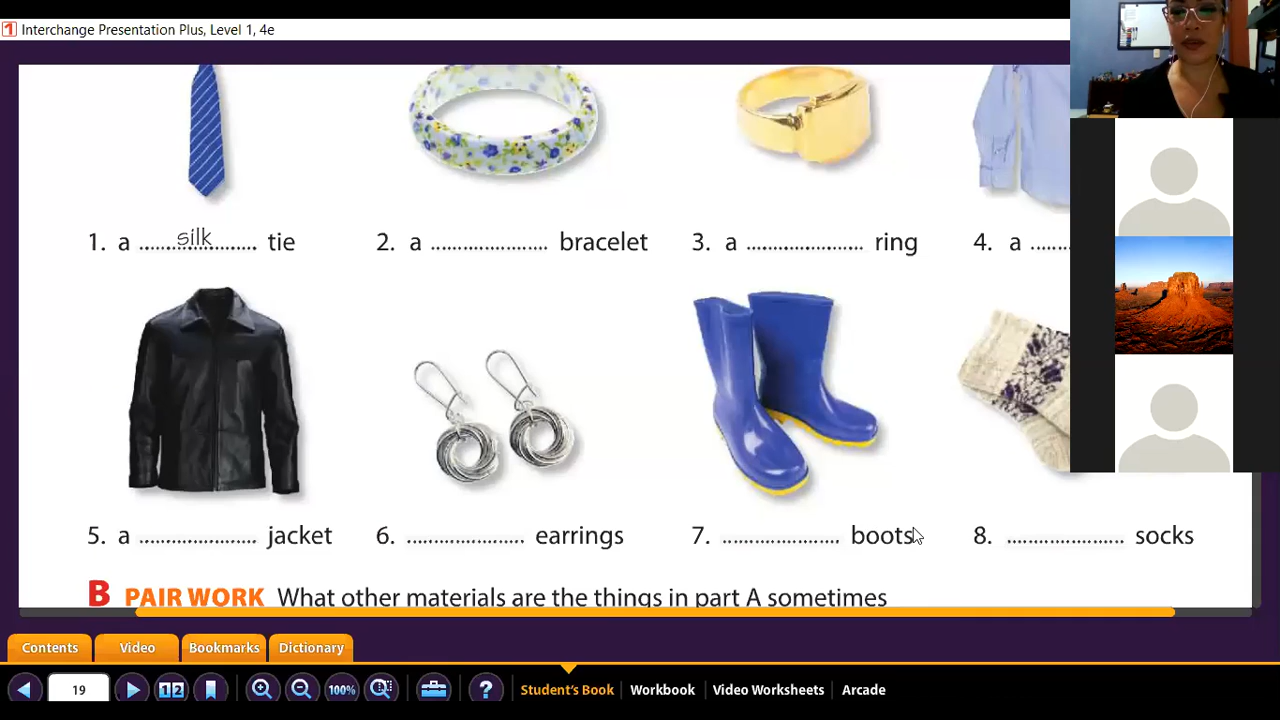 Interchange Presentation Plus, Level 1, 4e
1. a ....silk.... tie
2. a .................... bracelet
3. a .................... ring
4. a ......
5. a .................... jacket
6. .................... earrings
7. .................... boots
8. .................... socks
B PAIR WORK What other materials are the things in part A sometimes
Contents Video Bookmarks Dictionary
19 1 2 100% ? Student's Book Workbook Video Worksheets Arcade